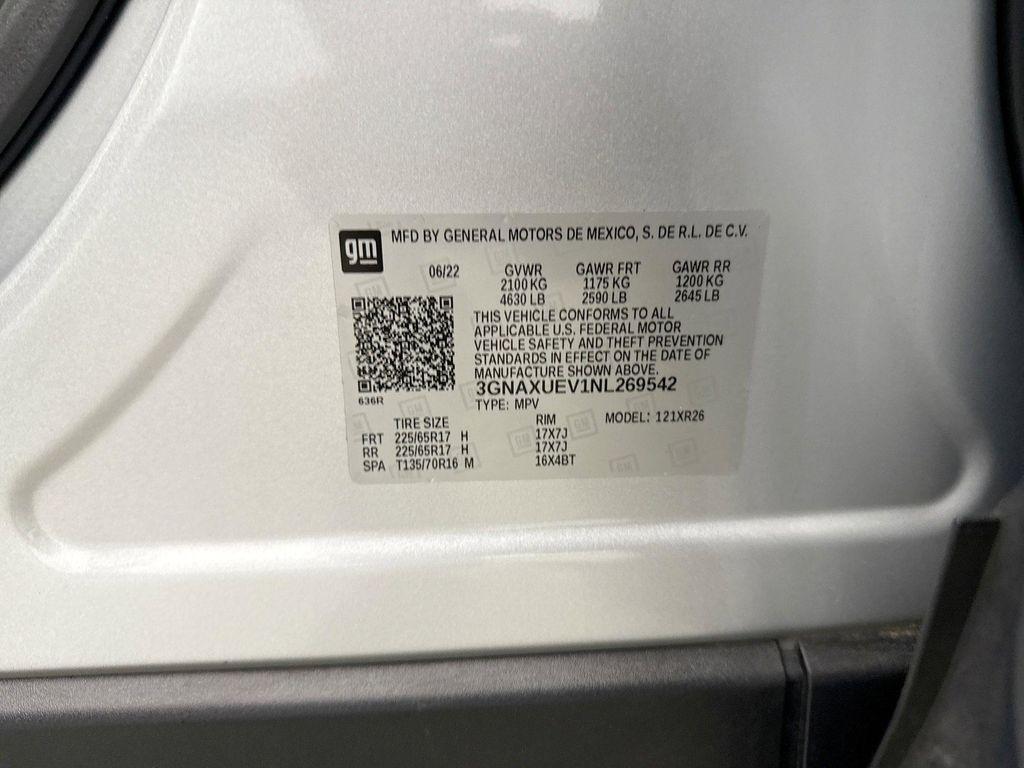 gm MFD BY GENERAL MOTORS DE MEXICO, S. DE R.L. DE C.V.
06/22 GVWR GAWR FRT GAWR RR
2100 KG 1175 KG 1200 KG
4630 LB 2590 LB 2645 LB
THIS VEHICLE CONFORMS TO ALL
APPLICABLE U.S. FEDERAL MOTOR
VEHICLE SAFETY AND THEFT PREVENTION
STANDARDS IN EFFECT ON THE DATE OF
MANUFACTURE SHOWN ABOVE.
3GNAXUEV1NL269542
636R
TYPE: MPV
TIRE SIZE RIM MODEL: 121XR26
FRT 225/65R17 H 17X7J
RR 225/65R17 H 17X7J
SPA T135/70R16 M 16X4BT